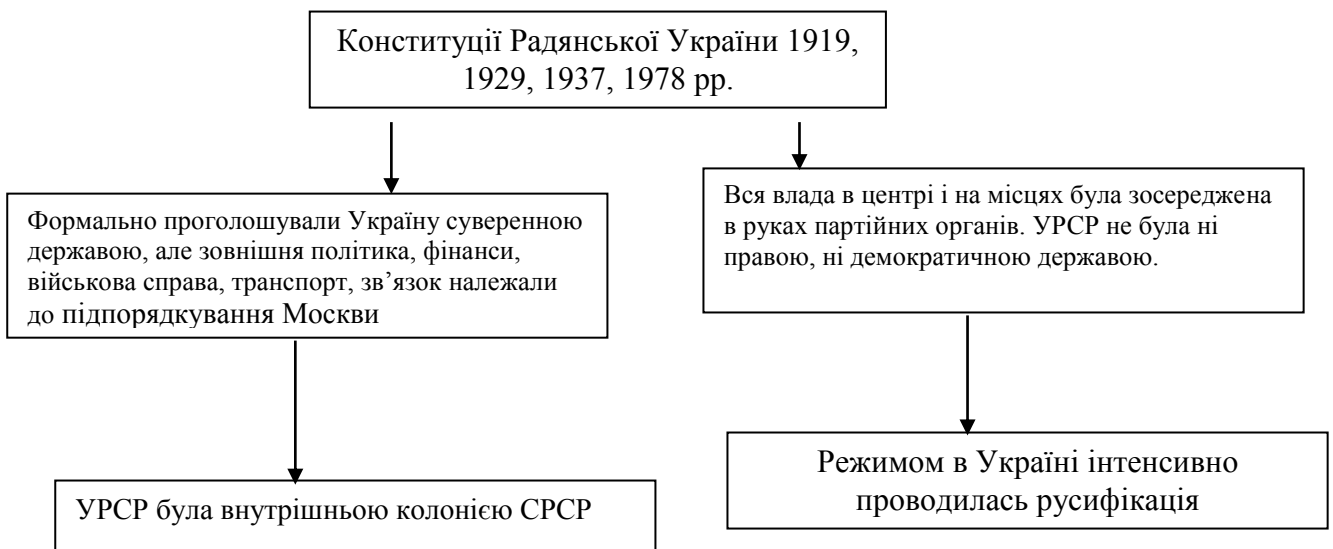 Конституції Радянської України 1919,
1929, 1937, 1978 рр.
Формально проголошували Україну суверенною
державою, але зовнішня політика, фінанси,
військова справа, транспорт, зв’язок належали
до підпорядкування Москви
Вся влада в центрі і на місцях була зосереджена
в руках партійних органів. УРСР не була ні
правою, ні демократичною державою.
УРСР була внутрішньою колонією СРСР
Режимом в Україні інтенсивно
проводилась русифікація